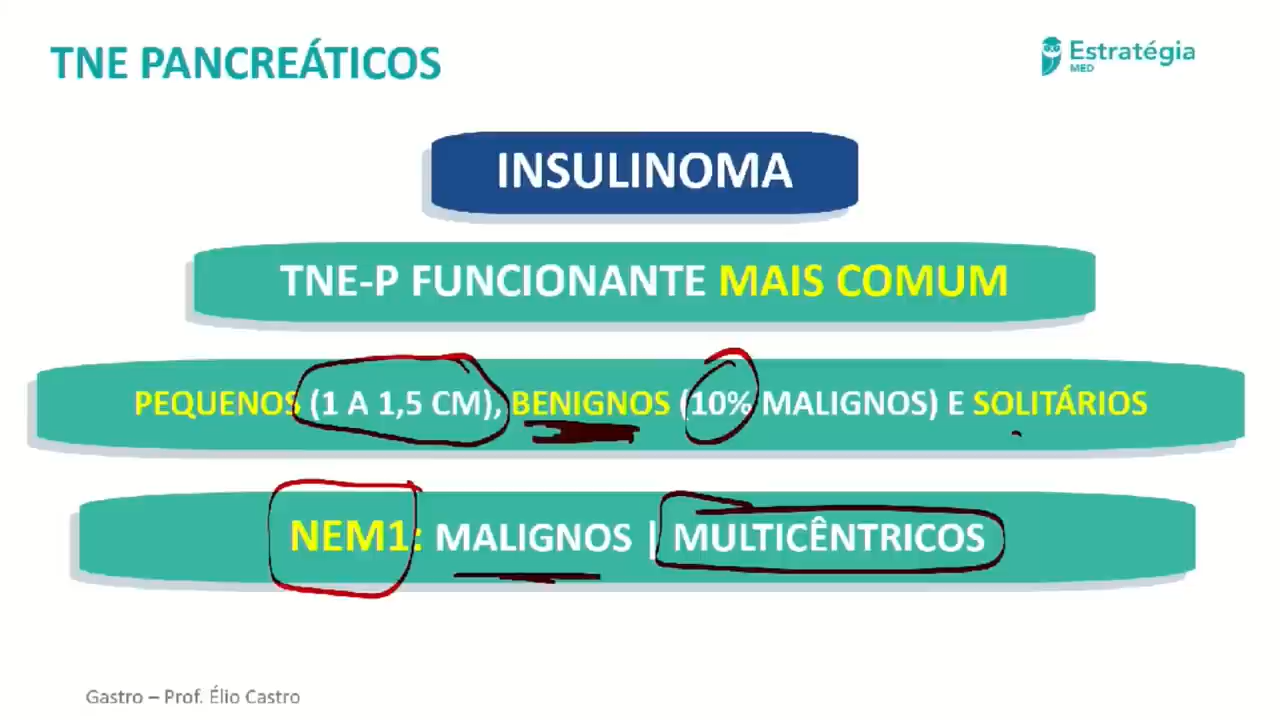 TNE PANCREÁTICOS
Estratégia
MED
INSULINOMA
TNE-P FUNCIONANTE MAIS COMUM
PEQUENOS (1 A 1,5 CM), BENIGNOS (10% MALIGNOS) E SOLITÁRIOS
NEM1: MALIGNOS | MULTICÊNTRICOS
Gastro – Prof. Élio Castro